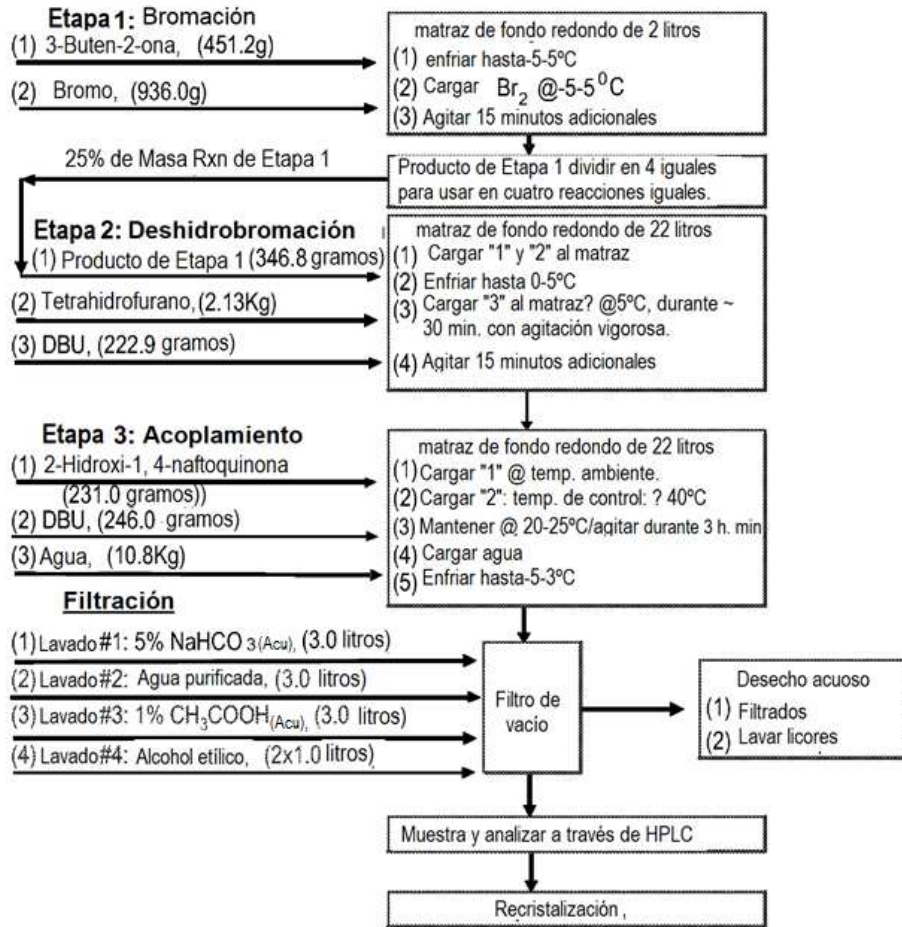 Etapa 1: Bromación
(1) 3-Buten-2-ona, (451.2g)
(2) Bromo, (936.0g)
matraz de fondo redondo de 2 litros
(1) enfriar hasta-5-5ºC
(2) Cargar Br2 @-5-5⁰C
(3) Agitar 15 minutos adicionales
25% de Masa Rxn de Etapa 1
Producto de Etapa 1 dividir en 4 iguales
para usar en cuatro reacciones iguales.
Etapa 2: Deshidrobromación
(1) Producto de Etapa 1 (346.8 gramos)
(2) Tetrahidrofurano, (2.13Kg)
(3) DBU, (222.9 gramos)
matraz de fondo redondo de 22 litros
(1) Cargar "1" y "2" al matraz
(2) Enfriar hasta 0-5ºC
(3) Cargar "3" al matraz? @5ºC, durante ~
30 min. con agitación vigorosa.
(4) Agitar 15 minutos adicionales
Etapa 3: Acoplamiento
(1) 2-Hidroxi-1, 4-naftoquinona
(231.0 gramos))
(2) DBU, (246.0 gramos)
(3) Agua, (10.8Kg)
matraz de fondo redondo de 22 litros
(1) Cargar "1" @ temp. ambiente.
(2) Cargar "2": temp. de control: ? 40ºC
(3) Mantener @ 20-25ºC/agitar durante 3 h. min
(4) Cargar agua
(5) Enfriar hasta-5-3ºC
Filtración
(1) Lavado#1: 5% NaHCO3(Acu), (3.0 litros)
(2) Lavado#2: Agua purificada, (3.0 litros)
(3) Lavado#3: 1% CH3COOH(Acu), (3.0 litros)
(4) Lavado#4: Alcohol etílico, (2x1.0 litros)
Filtro de
vacío
Desecho acuoso
(1) Filtrados
(2) Lavar licores
Muestra y analizar a través de HPLC
Recristalización ,